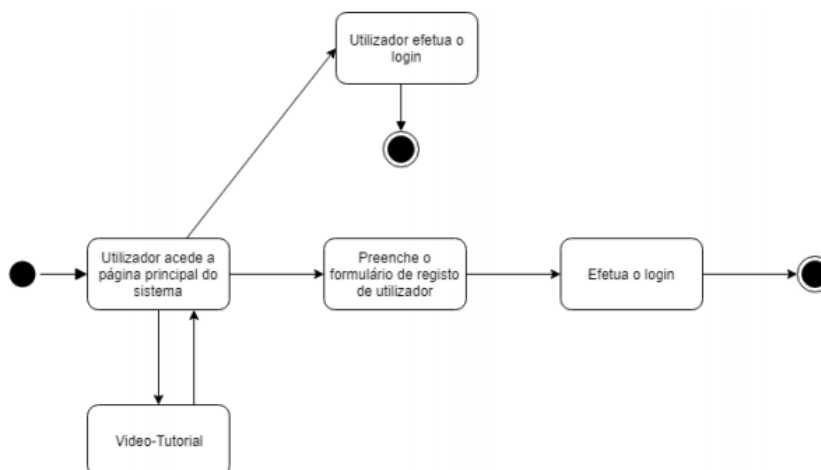 Utilizador efetua o
login
Utilizador acede a
página principal do
sistema
Preenche o
formulário de registo
de utilizador
Efetua o login
Video-Tutorial